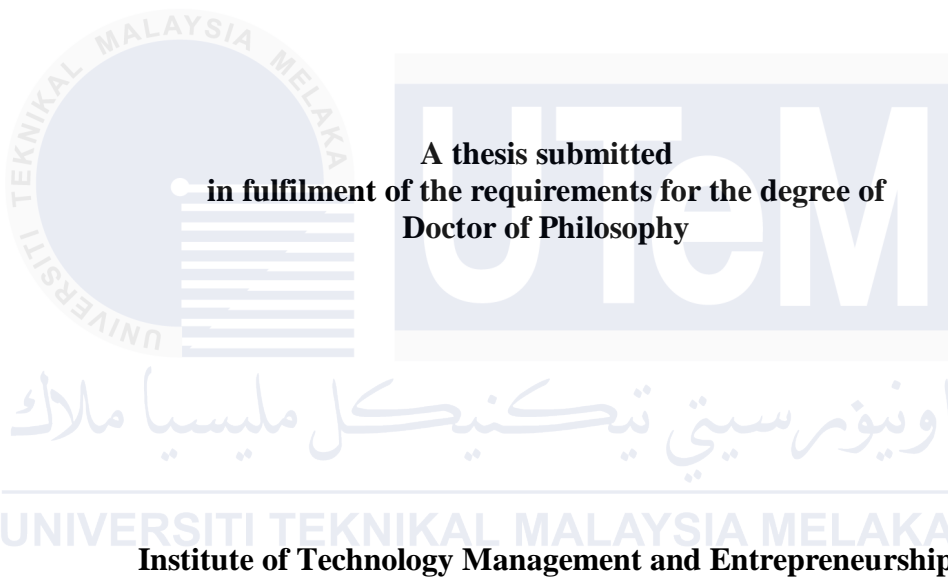 UNIVERSITI TEKNIKAL MALAYSIA MELAKA
UTeM
A thesis submitted
in fulfilment of the requirements for the degree of
Doctor of Philosophy
اونيۏرسيتي تيكنيكل مليسيا ملاك
UNIVERSITI TEKNIKAL MALAYSIA MELAKA
Institute of Technology Management and Entrepreneurship